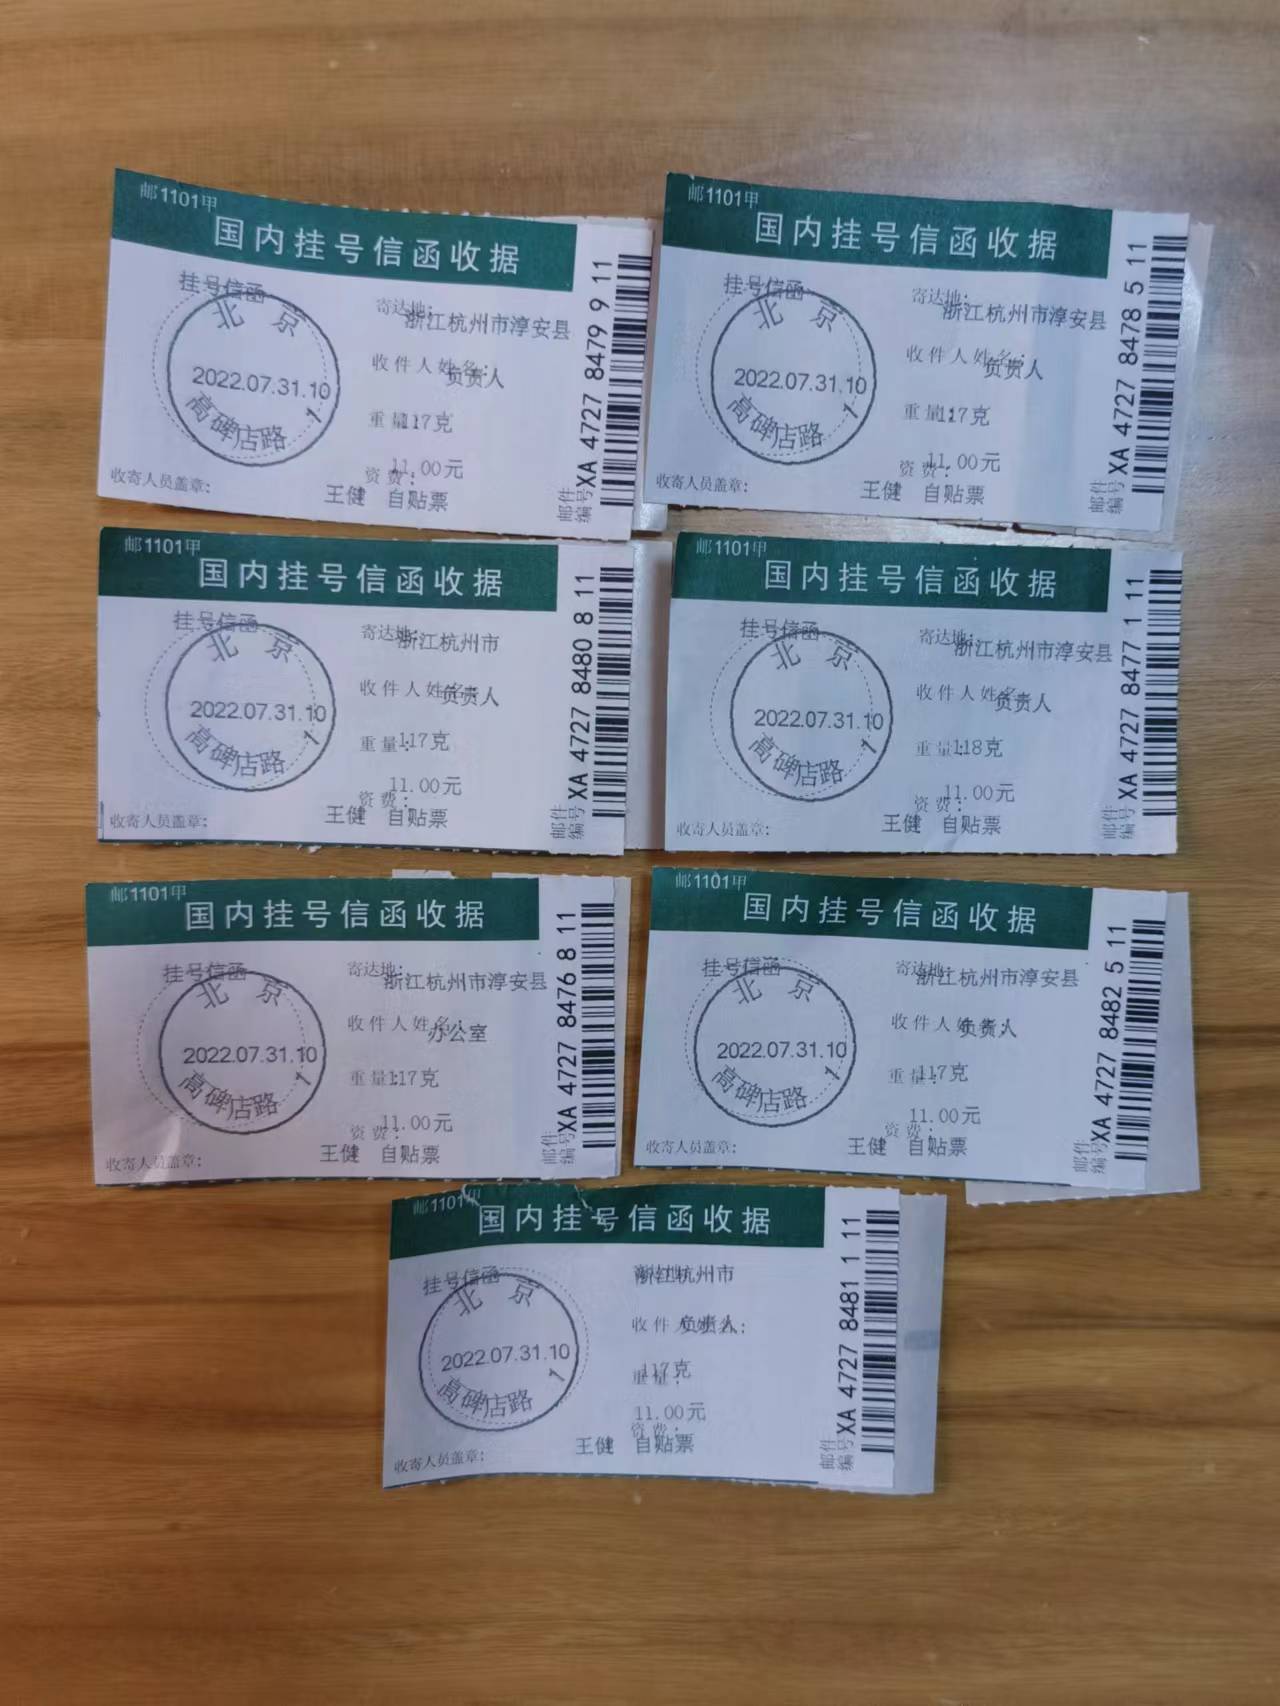 邮1101甲
国内挂号信函收据
挂号信函
寄达地:
浙江杭州市淳安县
北京
2022.07.31.10
高碑店路
1
收件人姓名:
负责人
重量:
117克
11.00元
资费:
收寄人员盖章:
王健 自贴票
邮件编号
XA 4727 8479 9 11
邮1101甲
国内挂号信函收据
挂号信函
寄达地:
浙江杭州市淳安县
北京
2022.07.31.10
高碑店路
1
收件人姓名:
负责人
重量:
117克
11.00元
资费:
收寄人员盖章:
王健 自贴票
邮件编号
XA 4727 8478 5 11
邮1101甲
国内挂号信函收据
挂号信函
寄达地:
浙江杭州市
北京
2022.07.31.10
高碑店路
1
收件人姓名:
负责人
重量:
117克
11.00元
资费:
收寄人员盖章:
王健 自贴票
邮件编号
XA 4727 8480 8 11
邮1101甲
国内挂号信函收据
挂号信函
寄达地:
浙江杭州市淳安县
北京
2022.07.31.10
高碑店路
1
收件人姓名:
负责人
重量:
118克
11.00元
资费:
收寄人员盖章:
王健 自贴票
邮件编号
XA 4727 8477 1 11
邮1101甲
国内挂号信函收据
挂号信函
寄达地:
浙江杭州市淳安县
北京
2022.07.31.10
高碑店路
1
收件人姓名:
办公室
重量:
117克
11.00元
资费:
收寄人员盖章:
王健 自贴票
邮件编号
XA 4727 8476 8 11
邮1101甲
国内挂号信函收据
挂号信函
寄达地:
浙江杭州市淳安县
北京
2022.07.31.10
高碑店路
1
收件人姓名:
负责人
重量:
117克
11.00元
资费:
收寄人员盖章:
王健 自贴票
邮件编号
XA 4727 8482 5 11
邮1101甲
国内挂号信函收据
挂号信函
寄达地:
浙江杭州市
北京
2022.07.31.10
高碑店路
1
收件人姓名:
负责人
重量:
117克
11.00元
资费:
收寄人员盖章:
王健 自贴票
邮件编号
XA 4727 8481 1 11